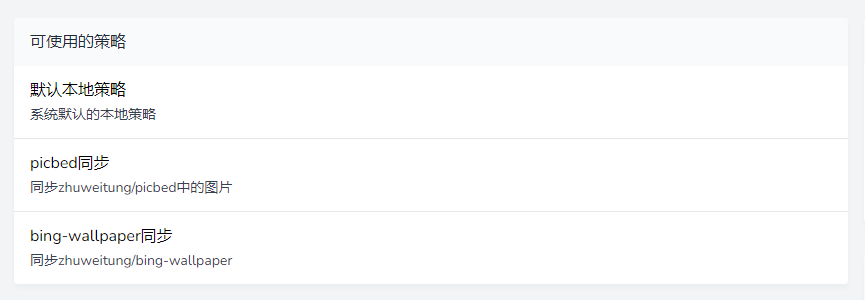 可使用的策略
默认本地策略
系统默认的本地策略
picbed同步
同步zhuweitung/picbed中的图片
bing-wallpaper同步
同步zhuweitung/bing-wallpaper